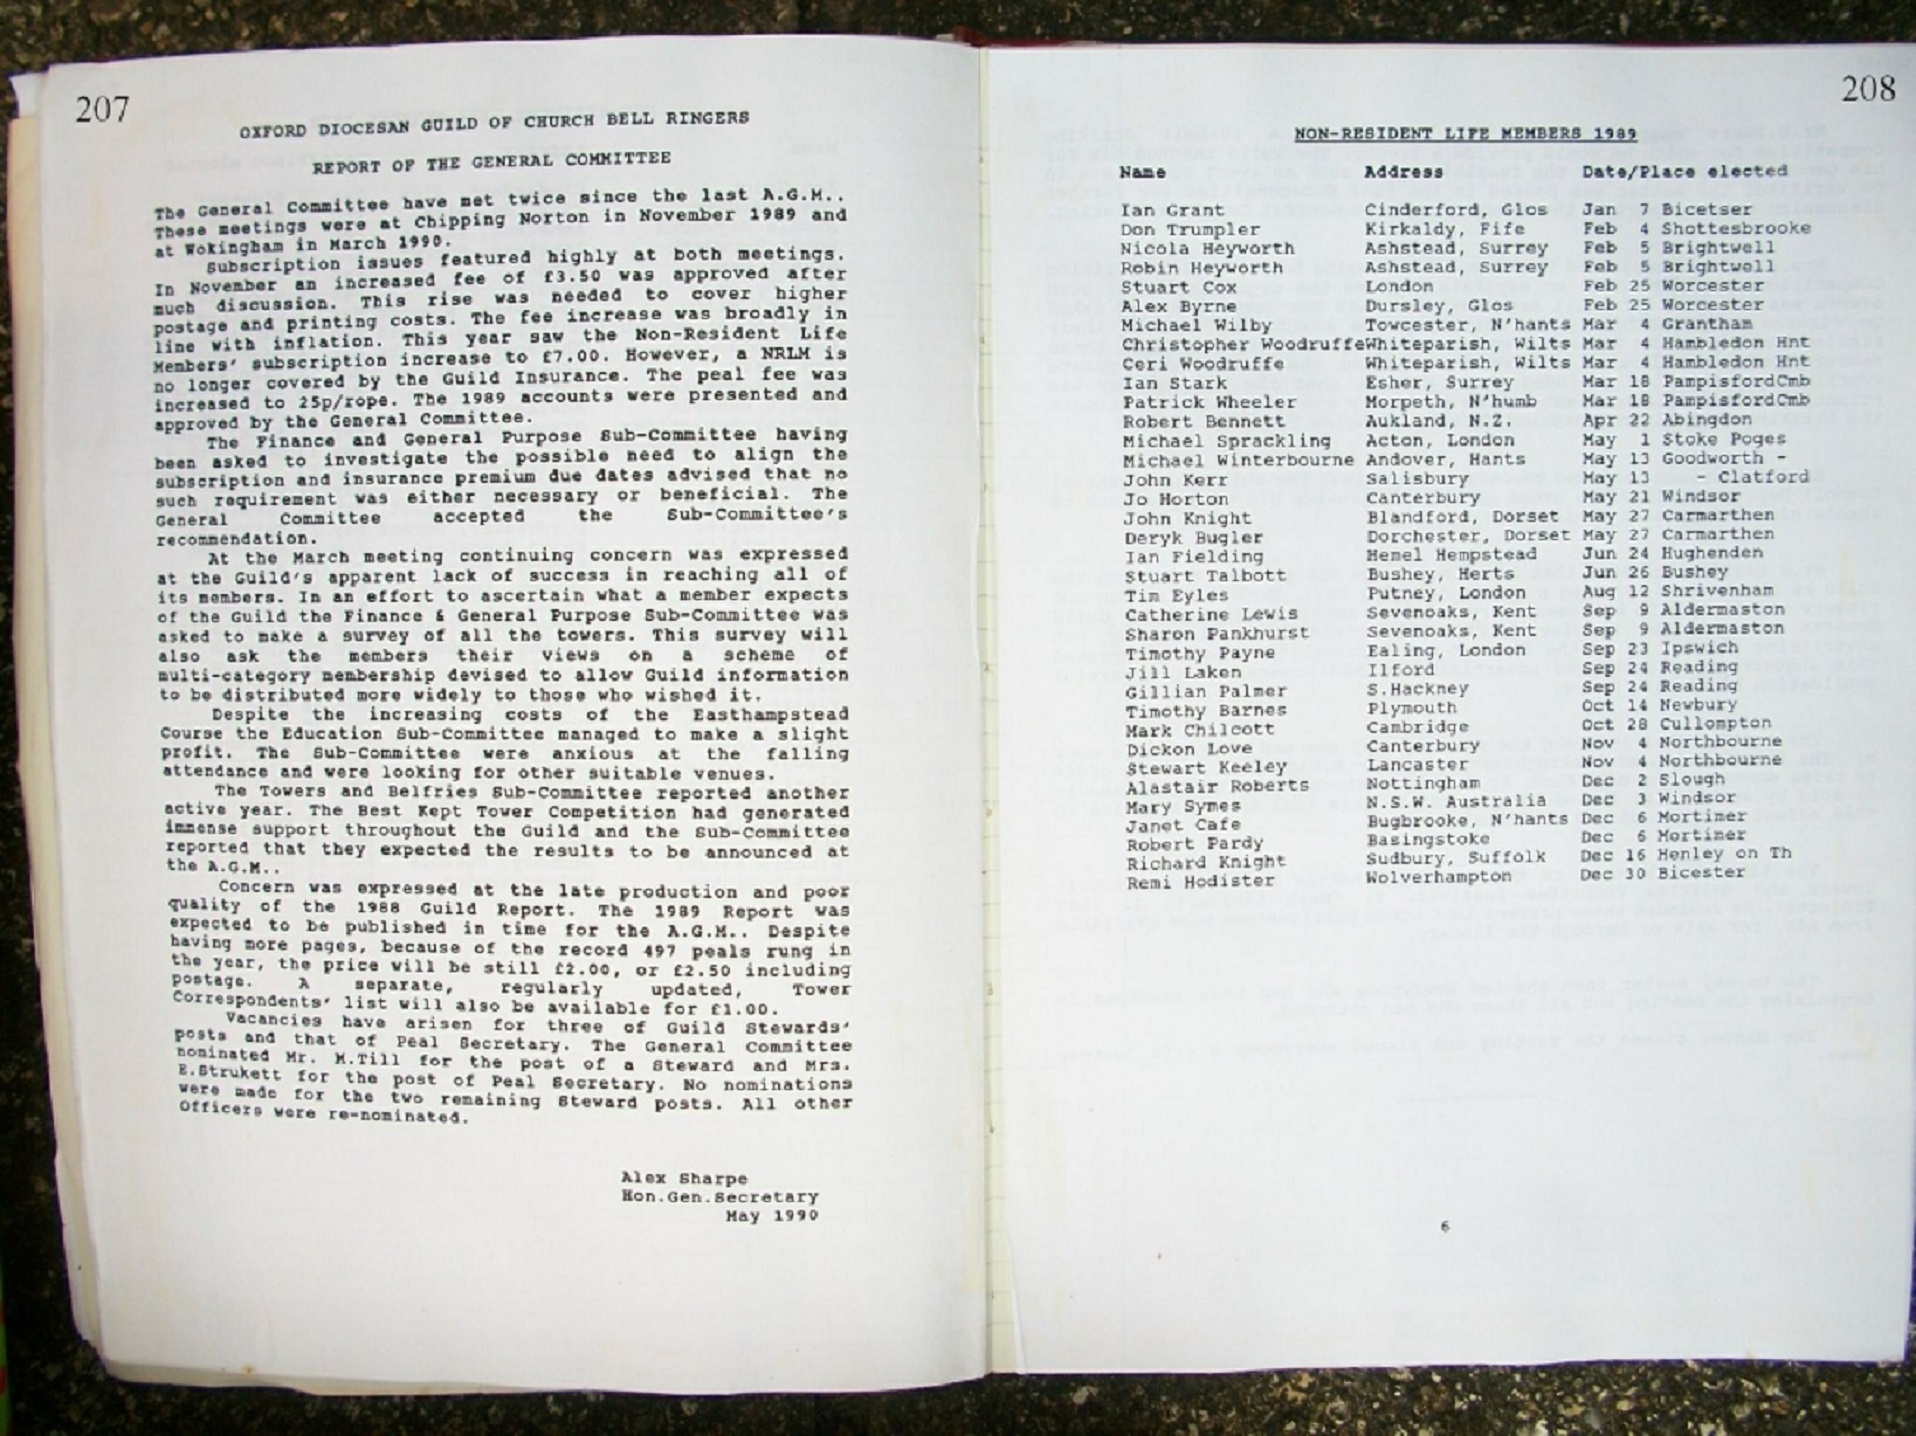 207
OXFORD DIOCESAN GUILD OF CHURCH BELL RINGERS
REPORT OF THE GENERAL COMMITTEE
The General Committee have met twice since the last A.G.M..
These meetings were at Chipping Norton in November 1989 and
at Wokingham in March 1990.
Subscription issues featured highly at both meetings.
In November an increased fee of £3.50 was approved after
much discussion. This rise was needed to cover higher
postage and printing costs. The fee increase was broadly in
line with inflation. This year saw the Non-Resident Life
Members' subscription increase to £7.00. However, a NRLM is
no longer covered by the Guild Insurance. The peal fee was
increased to 25p/rope. The 1989 accounts were presented and
approved by the General Committee.
The Finance and General Purpose Sub-Committee having
been asked to investigate the possible need to align the
subscription and insurance premium due dates advised that no
such requirement was either necessary or beneficial. The
General Committee accepted the Sub-Committee's
recommendation.
At the March meeting continuing concern was expressed
at the Guild's apparent lack of success in reaching all of
its members. In an effort to ascertain what a member expects
of the Guild the Finance & General Purpose Sub-Committee was
asked to make a survey of all the towers. This survey will
also ask the members their views on a scheme of
multi-category membership devised to allow Guild information
to be distributed more widely to those who wished it.
Despite the increasing costs of the Easthampstead
Course the Education Sub-Committee managed to make a slight
profit. The Sub-Committee were anxious at the falling
attendance and were looking for other suitable venues.
The Towers and Belfries Sub-Committee reported another
active year. The Best Kept Tower Competition had generated
immense support throughout the Guild and the Sub-Committee
reported that they expected the results to be announced at
the A.G.M..
Concern was expressed at the late production and poor
quality of the 1988 Guild Report. The 1989 Report was
expected to be published in time for the A.G.M.. Despite
having more pages, because of the record 497 peals rung in
the year, the price will be still £2.00, or £2.50 including
postage. A separate, regularly updated, Tower
Correspondents' list will also be available for £1.00.
Vacancies have arisen for three of Guild Stewards'
posts and that of Peal Secretary. The General Committee
nominated Mr. M.Till for the post of a Steward and Mrs.
E.Strukett for the post of Peal Secretary. No nominations
were made for the two remaining Steward posts. All other
Officers were re-nominated.
Alex Sharpe
Hon.Gen.Secretary
May 1990
208
NON-RESIDENT LIFE MEMBERS 1989
Name Address Date/Place elected
Ian Grant Cinderford, Glos Jan 7 Bicetser
Don Trumpler Kirkaldy, Fife Feb 4 Shottesbrooke
Nicola Heyworth Ashstead, Surrey Feb 5 Brightwell
Robin Heyworth Ashstead, Surrey Feb 5 Brightwell
Stuart Cox London Feb 25 Worcester
Alex Byrne Dursley, Glos Feb 25 Worcester
Michael Wilby Towcester, N'hants Mar 4 Grantham
Christopher WoodruffeWhiteparish, Wilts Mar 4 Hambledon Hnt
Ceri Woodruffe Whiteparish, Wilts Mar 4 Hambledon Hnt
Ian Stark Esher, Surrey Mar 18 PampisfordCmb
Patrick Wheeler Morpeth, N'humb Mar 18 PampisfordCmb
Robert Bennett Aukland, N.Z. Apr 22 Abingdon
Michael Sprackling Acton, London May 1 Stoke Poges
Michael Winterbourne Andover, Hants May 13 Goodworth -
John Kerr Salisbury May 13 - Clatford
Jo Horton Canterbury May 21 Windsor
John Knight Blandford, Dorset May 27 Carmarthen
Deryk Bugler Dorchester, Dorset May 27 Carmarthen
Ian Fielding Hemel Hempstead Jun 24 Hughenden
Stuart Talbott Bushey, Herts Jun 26 Bushey
Tim Eyles Putney, London Aug 12 Shrivenham
Catherine Lewis Sevenoaks, Kent Sep 9 Aldermaston
Sharon Pankhurst Sevenoaks, Kent Sep 9 Aldermaston
Timothy Payne Ealing, London Sep 23 Ipswich
Jill Laken Ilford Sep 24 Reading
Gillian Palmer S.Hackney Sep 24 Reading
Timothy Barnes Plymouth Oct 14 Newbury
Mark Chilcott Cambridge Oct 28 Cullompton
Dickon Love Canterbury Nov 4 Northbourne
Stewart Keeley Lancaster Nov 4 Northbourne
Alastair Roberts Nottingham Dec 2 Slough
Mary Symes N.S.W. Australia Dec 3 Windsor
Janet Cafe Bugbrooke, N'hants Dec 6 Mortimer
Robert Pardy Basingstoke Dec 6 Mortimer
Richard Knight Sudbury, Suffolk Dec 16 Henley on Th
Remi Hodister Wolverhampton Dec 30 Bicester
6